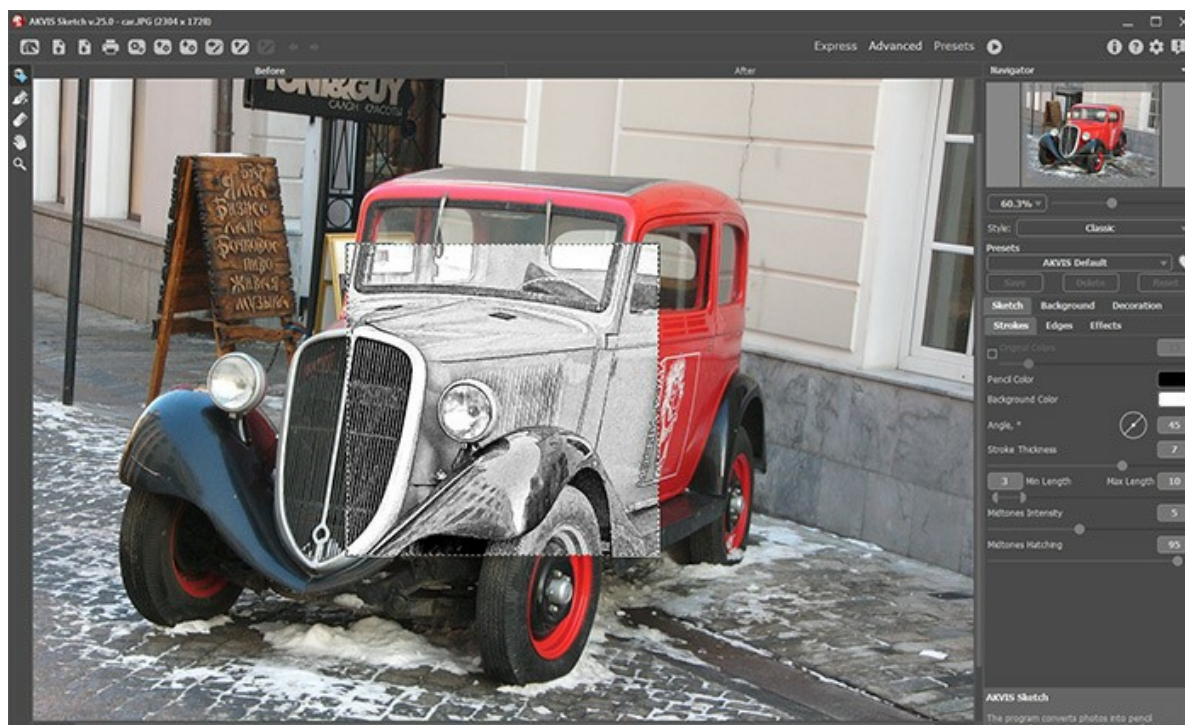 AKVIS Sketch v.25.0 - car.JPG (2304 x 1728)
Express Advanced Presets
Before
After
Navigator
TONI&GUY
САЛОН КРАСОТЫ
БАР
Ланч
Бизнес
Ланч
Бочковое
пиво
Живая
музыка
60.3%
Style: Classic
Presets
AKVIS Default
Save Delete Reset
Sketch Background Decoration
Strokes Edges Effects
Original Colors
Pencil Color
Background Color
Angle, ° 45
Stroke Thickness 7
3 Min Length Max Length 10
Midtones Intensity 5
Midtones Hatching 95
AKVIS Sketch
The program converts photos into pencil